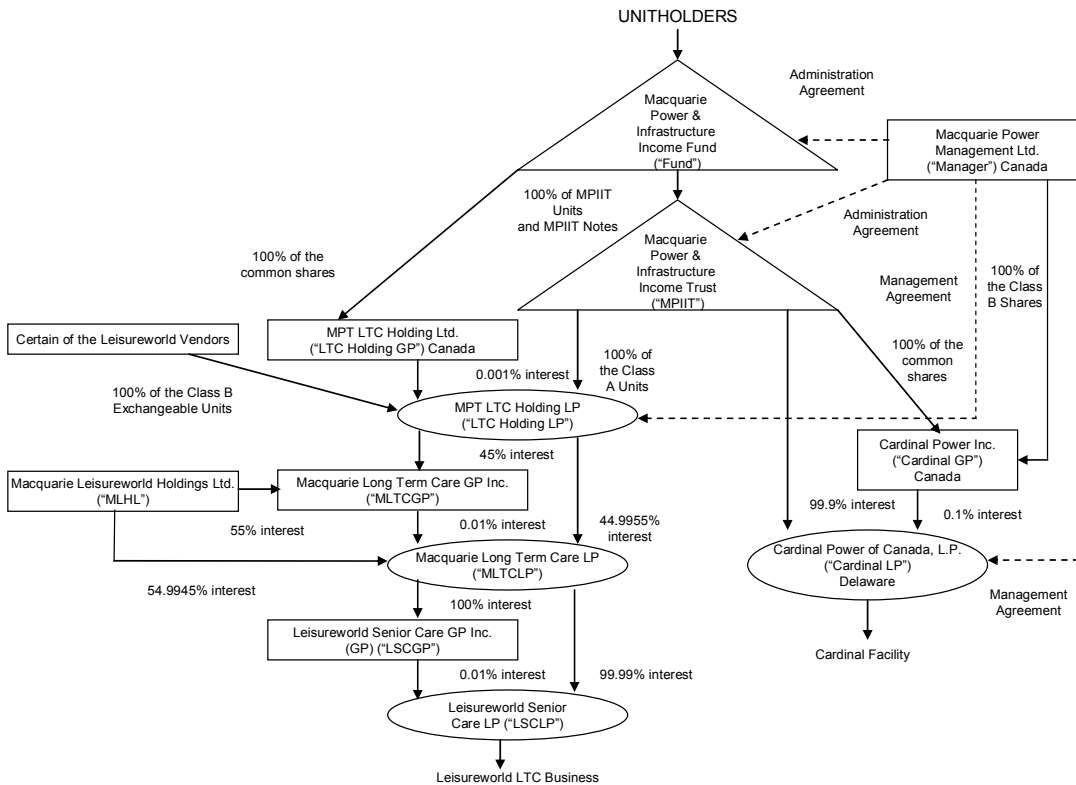 UNITHOLDERS
Administration
Agreement
Macquarie
Power &
Infrastructure
Income Fund
("Fund")
Macquarie Power
Management Ltd.
("Manager") Canada
100% of MPIIT
Units
and MPIIT Notes
Administration
Agreement
100% of the
common shares
Macquarie
Power &
Infrastructure
Income Trust
("MPIIT")
Management
Agreement
100% of
the Class
B Shares
Certain of the Leisureworld Vendors
MPT LTC Holding Ltd.
("LTC Holding GP") Canada
0.001% interest
100% of
the Class
A Units
100% of the
common
shares
100% of the Class B
Exchangeable Units
MPT LTC Holding LP
("LTC Holding LP")
Cardinal Power Inc.
("Cardinal GP")
Canada
45% interest
Macquarie Leisureworld Holdings Ltd.
("MLHL")
Macquarie Long Term Care GP Inc.
("MLTCGP")
55% interest
0.01% interest
44.9955%
interest
99.9% interest
0.1% interest
Macquarie Long Term Care LP
("MLTCLP")
Cardinal Power of Canada, L.P.
("Cardinal LP")
Delaware
54.9945% interest
100% interest
Management
Agreement
Leisureworld Senior Care GP Inc.
(GP) ("LSCGP")
Cardinal Facility
0.01% interest
99.99% interest
Leisureworld Senior
Care LP ("LSCLP")
Leisureworld LTC Business